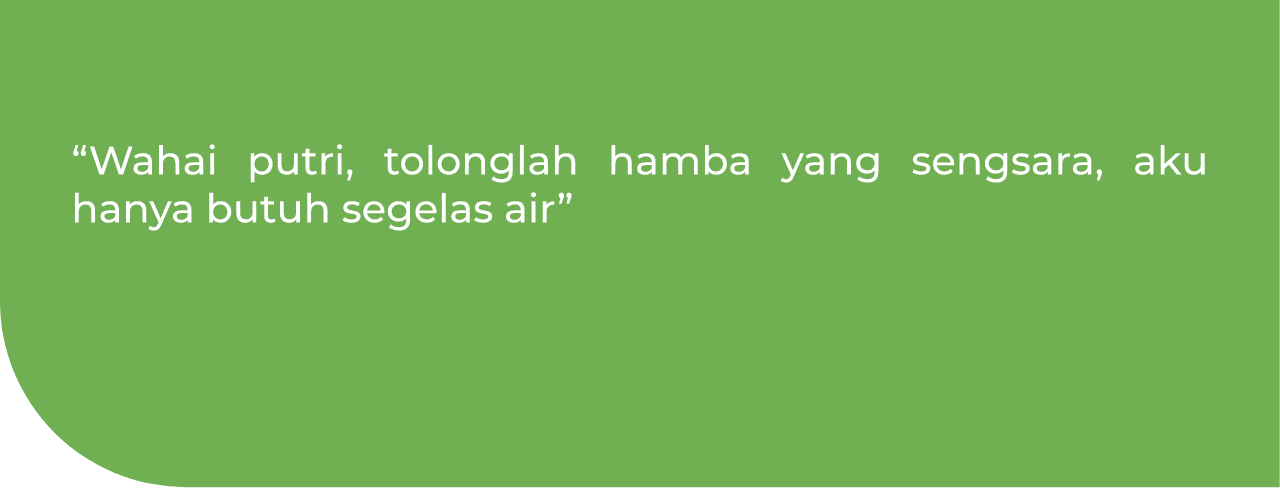 “Wahai putri, tolonglah hamba yang sengsara, aku
hanya butuh segelas air”